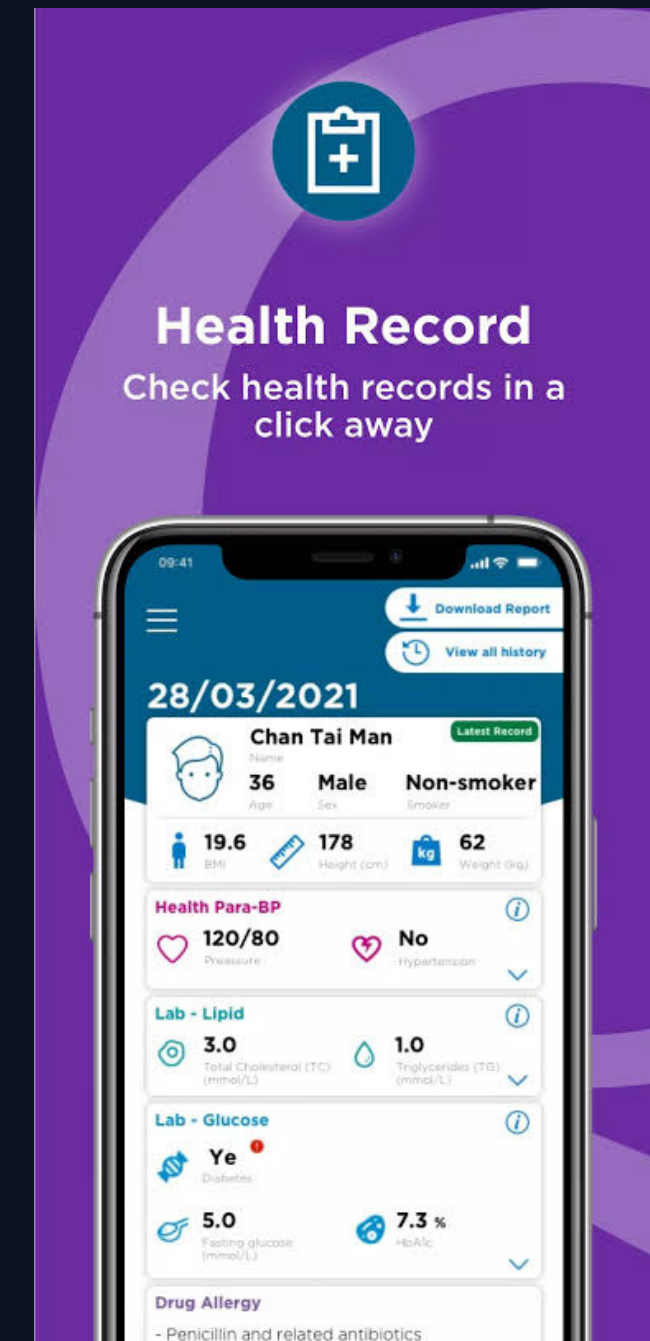 Health Record
Check health records in a
click away
09:41
Download Report
View all history
28/03/2021
Chan Tai Man
Latest Record
Name
36 Male Non-smoker
Age Sex Smoker
19.6 178 kg 62
BMI Height (cm) Weight (kg)
Health Para-BP
120/80 No
Preassure Hypertension
Lab - Lipid
3.0 1.0
Total Cholesterol (TC) Triglycerides (TG)
(mmol/L) (mmol/L)
Lab - Glucose
Ye
Diabetes
5.0 7.3 %
Fasting glucose HbA1c
(mmol/L)
Drug Allergy
- Penicillin and related antibiotics